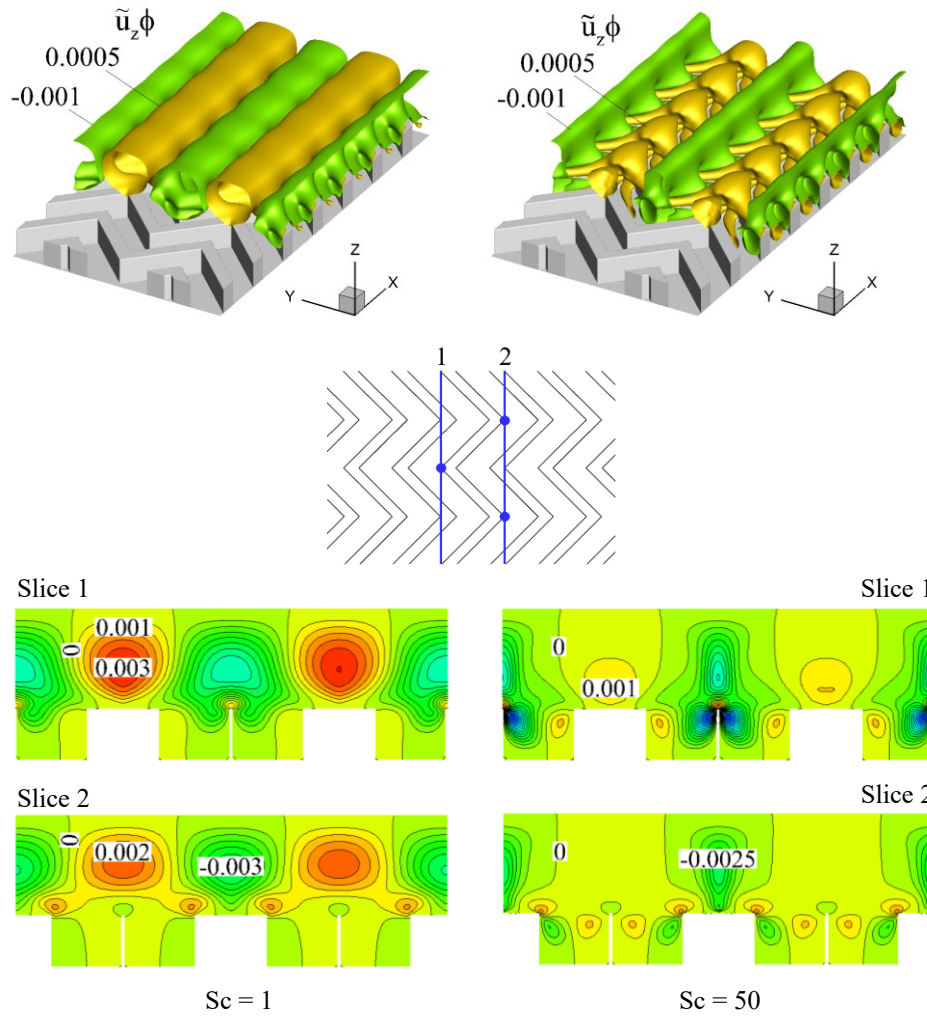 ũzϕ
0.0005
-0.001
Z
Y
X
ũzϕ
0.0005
-0.001
Z
Y
X
1 2
Slice 1
0.001
0
0.003
Slice 1
0
0.001
Slice 2
0
0.002
-0.003
Slice 2
0
-0.0025
Sc = 1
Sc = 50